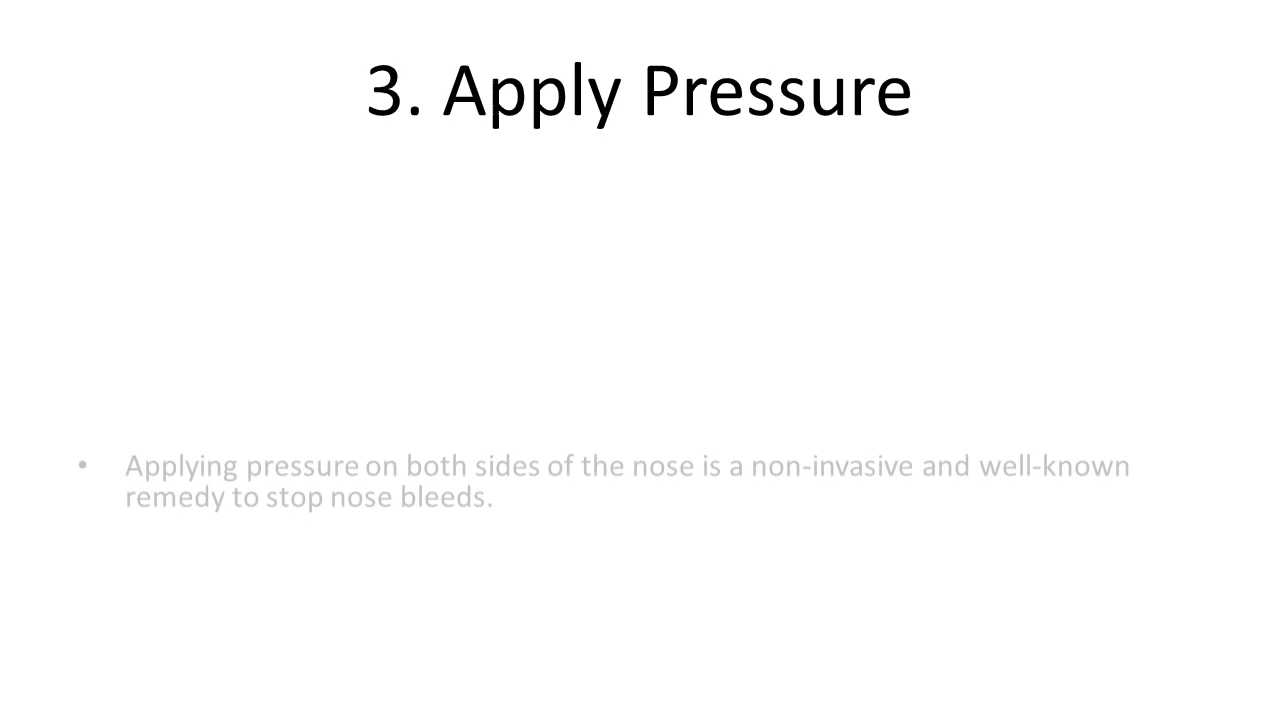 3. Apply Pressure
• Applying pressure on both sides of the nose is a non-invasive and well-known
remedy to stop nose bleeds.